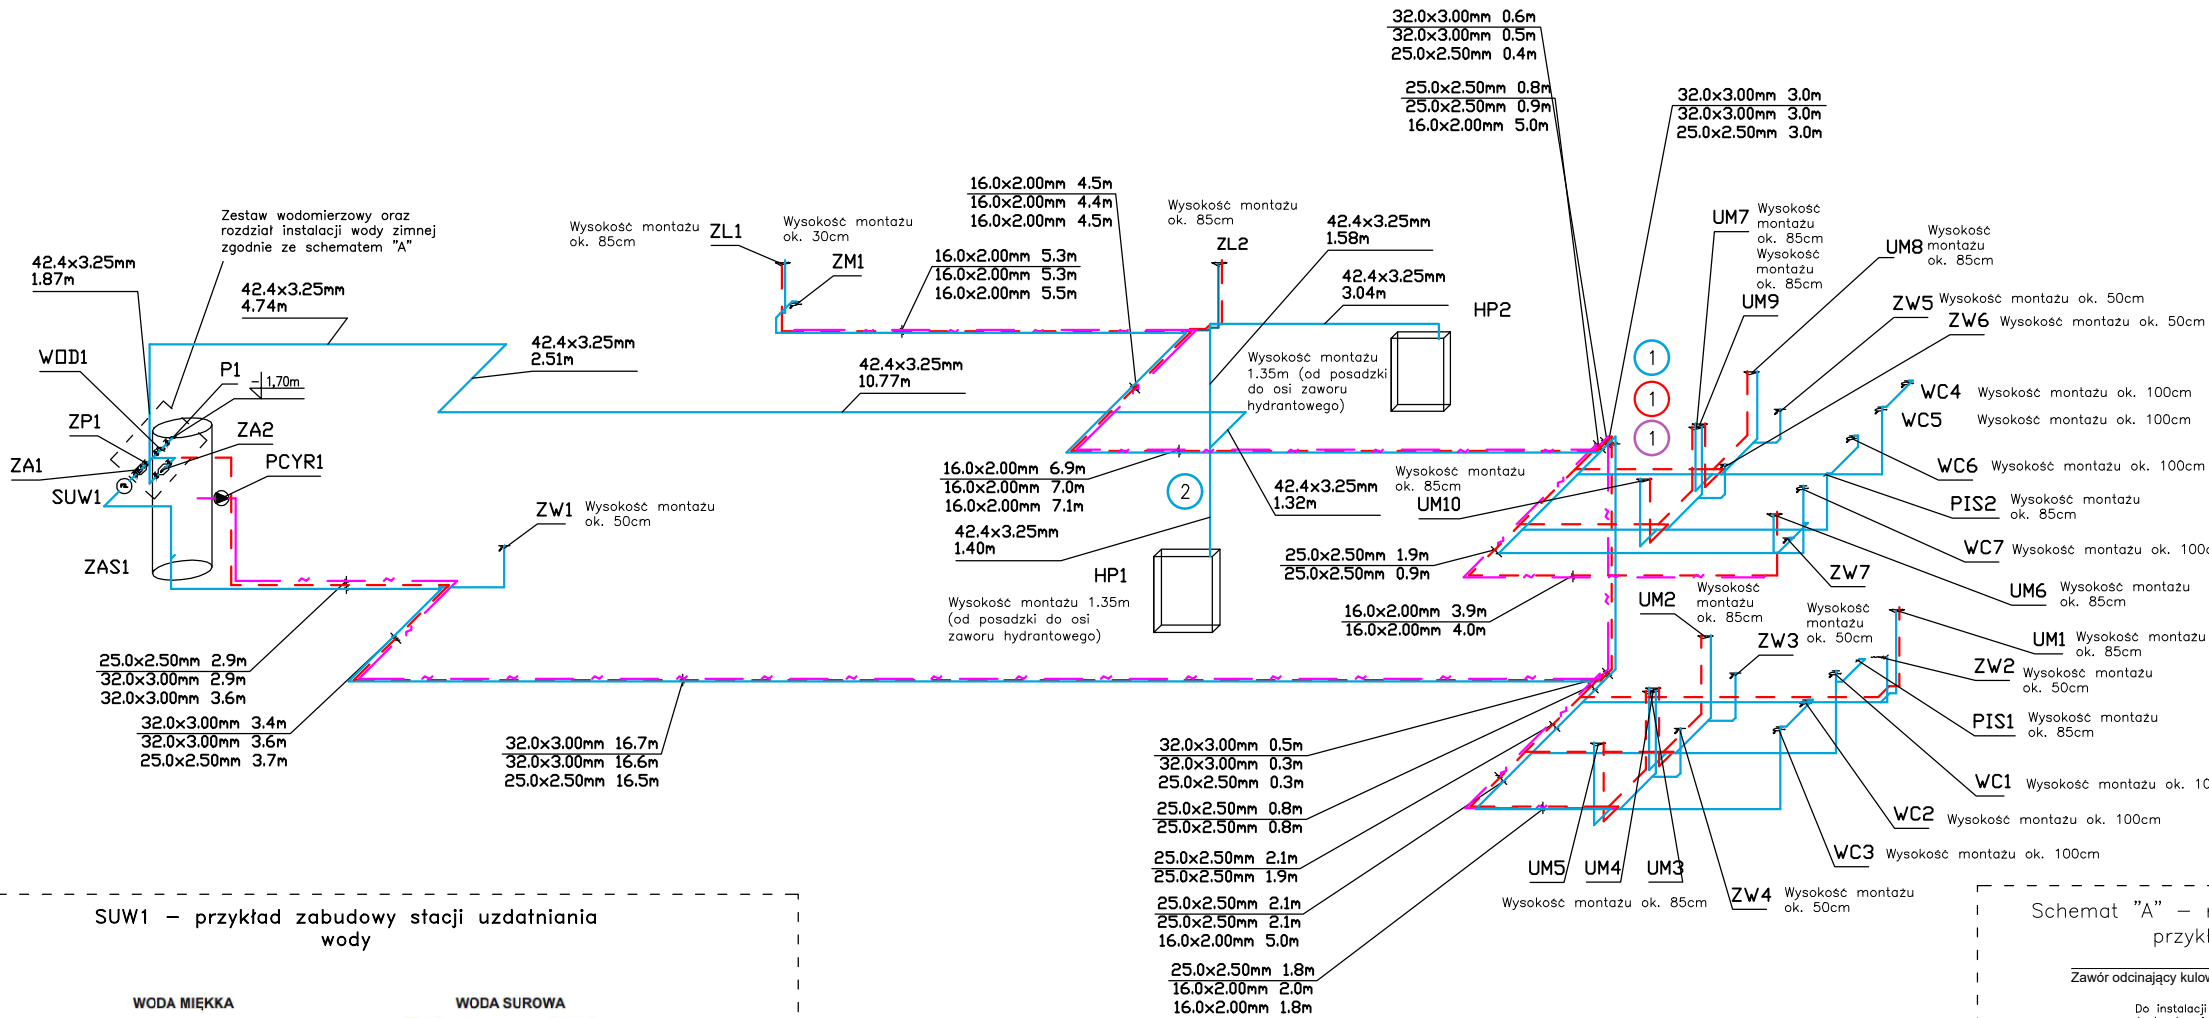 32.0x3.00mm 0.6m
32.0x3.00mm 0.5m
25.0x2.50mm 0.4m
25.0x2.50mm 0.8m
25.0x2.50mm 0.9m
16.0x2.00mm 5.0m
32.0x3.00mm 3.0m
32.0x3.00mm 3.0m
25.0x2.50mm 3.0m
Zestaw wodomierzowy oraz
rozdział instalacji wody zimnej
zgodnie ze schematem "A"
42.4x3.25mm
1.87m
42.4x3.25mm
4.74m
Wysokość montażu
ok. 85cm
ZL1
Wysokość montażu
ok. 30cm
ZM1
16.0x2.00mm 4.5m
16.0x2.00mm 4.4m
16.0x2.00mm 4.5m
16.0x2.00mm 5.3m
16.0x2.00mm 5.3m
16.0x2.00mm 5.5m
Wysokość montażu
ok. 85cm
ZL2
42.4x3.25mm
1.58m
42.4x3.25mm
3.04m
HP2
UM7
Wysokość
montażu
ok. 85cm
Wysokość
montażu
ok. 85cm
UM9
UM8
Wysokość
montażu
ok. 85cm
ZW5
Wysokość montażu ok. 50cm
ZW6
Wysokość montażu ok. 50cm
WOD1
P1
-1,70m
ZP1
ZA2
ZA1
PCYR1
SUW1
ZAS1
42.4x3.25mm
2.51m
42.4x3.25mm
10.77m
Wysokość montażu
1.35m (od posadzki
do osi zaworu
hydrantowego)
1
1
1
WC4
Wysokość montażu ok. 100cm
WC5
Wysokość montażu ok. 100cm
WC6
Wysokość montażu ok. 100cm
PIS2
Wysokość montażu
ok. 85cm
WC7
Wysokość montażu ok. 100c
ZW7
UM6
Wysokość montażu
ok. 85cm
ZW1
Wysokość montażu
ok. 50cm
16.0x2.00mm 6.9m
16.0x2.00mm 7.0m
16.0x2.00mm 7.1m
2
42.4x3.25mm
1.32m
42.4x3.25mm
1.40m
Wysokość montażu
ok. 85cm
UM10
25.0x2.50mm 1.9m
25.0x2.50mm 0.9m
16.0x2.00mm 3.9m
16.0x2.00mm 4.0m
HP1
Wysokość montażu 1.35m
(od posadzki do osi
zaworu hydrantowego)
UM2
Wysokość
montażu
ok. 85cm
ZW3
Wysokość
montażu
ok. 50cm
UM1
Wysokość montażu
ok. 85cm
ZW2
Wysokość montażu
ok. 50cm
PIS1
Wysokość montażu
ok. 85cm
WC1
Wysokość montażu ok. 10
WC2
Wysokość montażu ok. 100cm
WC3
Wysokość montażu ok. 100cm
25.0x2.50mm 2.9m
32.0x3.00mm 2.9m
32.0x3.00mm 3.6m
32.0x3.00mm 3.4m
32.0x3.00mm 3.6m
25.0x2.50mm 3.7m
32.0x3.00mm 16.7m
32.0x3.00mm 16.6m
25.0x2.50mm 16.5m
32.0x3.00mm 0.5m
32.0x3.00mm 0.3m
25.0x2.50mm 0.3m
25.0x2.50mm 0.8m
25.0x2.50mm 0.8m
25.0x2.50mm 2.1m
25.0x2.50mm 1.9m
25.0x2.50mm 2.1m
25.0x2.50mm 2.1m
16.0x2.00mm 5.0m
25.0x2.50mm 1.8m
16.0x2.00mm 2.0m
16.0x2.00mm 1.8m
UM5
UM4
UM3
Wysokość montażu ok. 85cm
ZW4
Wysokość montażu
ok. 50cm
SUW1 – przykład zabudowy stacji uzdatniania
wody
WODA MIĘKKA
WODA SUROWA
Schemat "A" –
przykł
Zawór odcinający kulow
Do instalacji